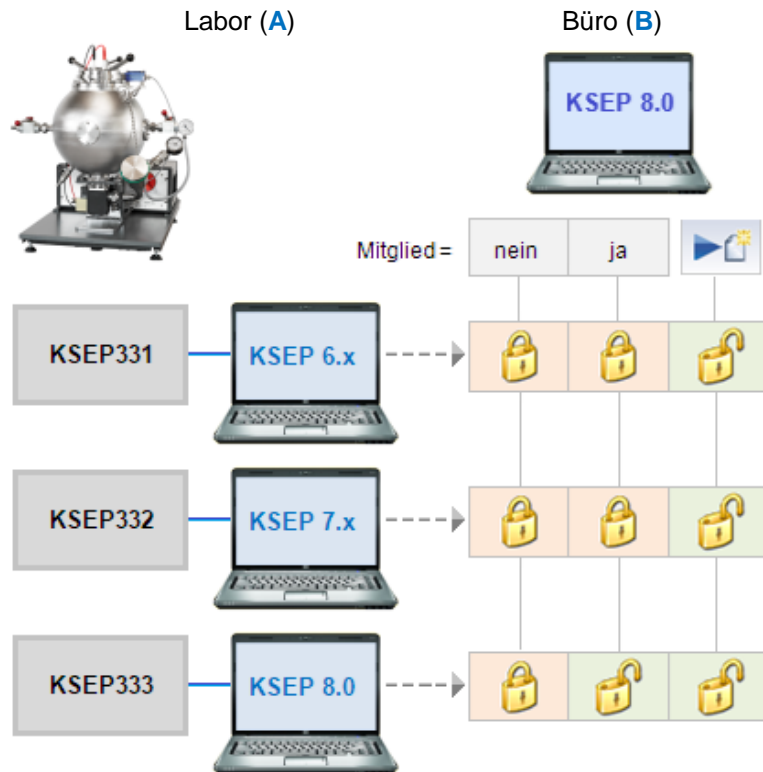 Labor (A)
Büro (B)
KSEP 8.0
Mitglied = nein ja
KSEP331 KSEP 6.x
KSEP332 KSEP 7.x
KSEP333 KSEP 8.0